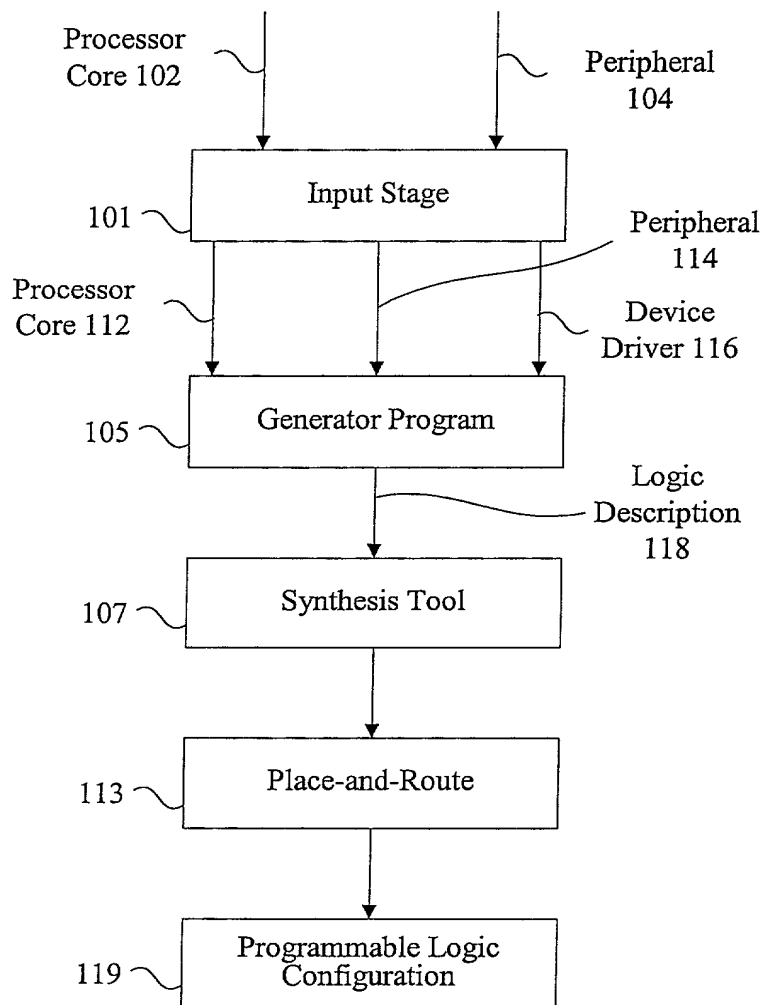 Processor
Core 102
Peripheral
104
Input Stage
101
Peripheral
114
Processor
Core 112
Device
Driver 116
Generator Program
105
Logic
Description
118
Synthesis Tool
107
Place-and-Route
113
Programmable Logic
Configuration
119